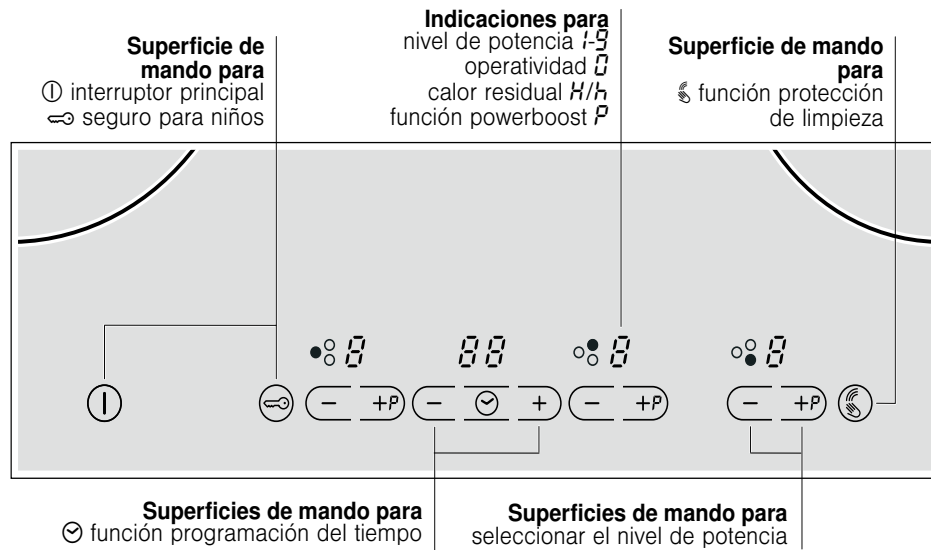 Superficie de
mando para
interruptor principal
seguro para niños
Indicaciones para
nivel de potencia 1-9
operatividad 0
calor residual H/h
función powerboost P
Superficie de mando
para
función protección
de limpieza
8
88
8
8
− +P
− +
− +P
− +P
Superficies de mando para
función programación del tiempo
Superficies de mando para
seleccionar el nivel de potencia